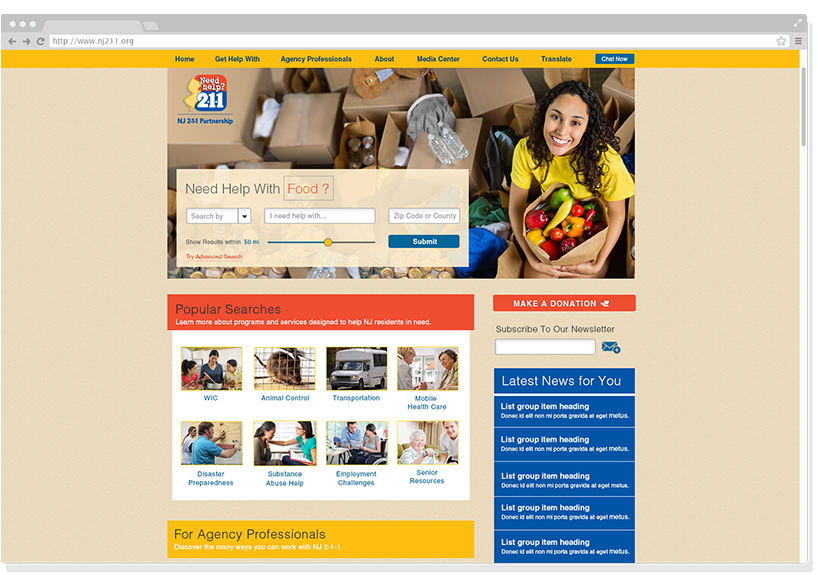 http://www.nj211.org
Home Get Help With Agency Professionals About Media Center Contact Us Translate Chat Now
Need
help?
211
NJ 2-1-1 Partnership
Need Help With Food ?
Search by I need help with... Zip Code or County
Show Results within 50 mi Submit
Try Advanced Search
Popular Searches
Learn more about programs and services designed to help NJ residents in need.
WIC Animal Control Transportation Mobile
Health Care
Disaster
Preparedness
Substance
Abuse Help
Employment
Challenges
Senior
Resources
For Agency Professionals
Discover the many ways you can work with NJ 2-1-1.
MAKE A DONATION
Subscribe To Our Newsletter
Latest News for You
List group item heading
Donec id elit non mi porta gravida at eget metus.
List group item heading
Donec id elit non mi porta gravida at eget metus.
List group item heading
Donec id elit non mi porta gravida at eget metus.
List group item heading
Donec id elit non mi porta gravida at eget metus.
List group item heading
Donec id elit non mi porta gravida at eget metus.